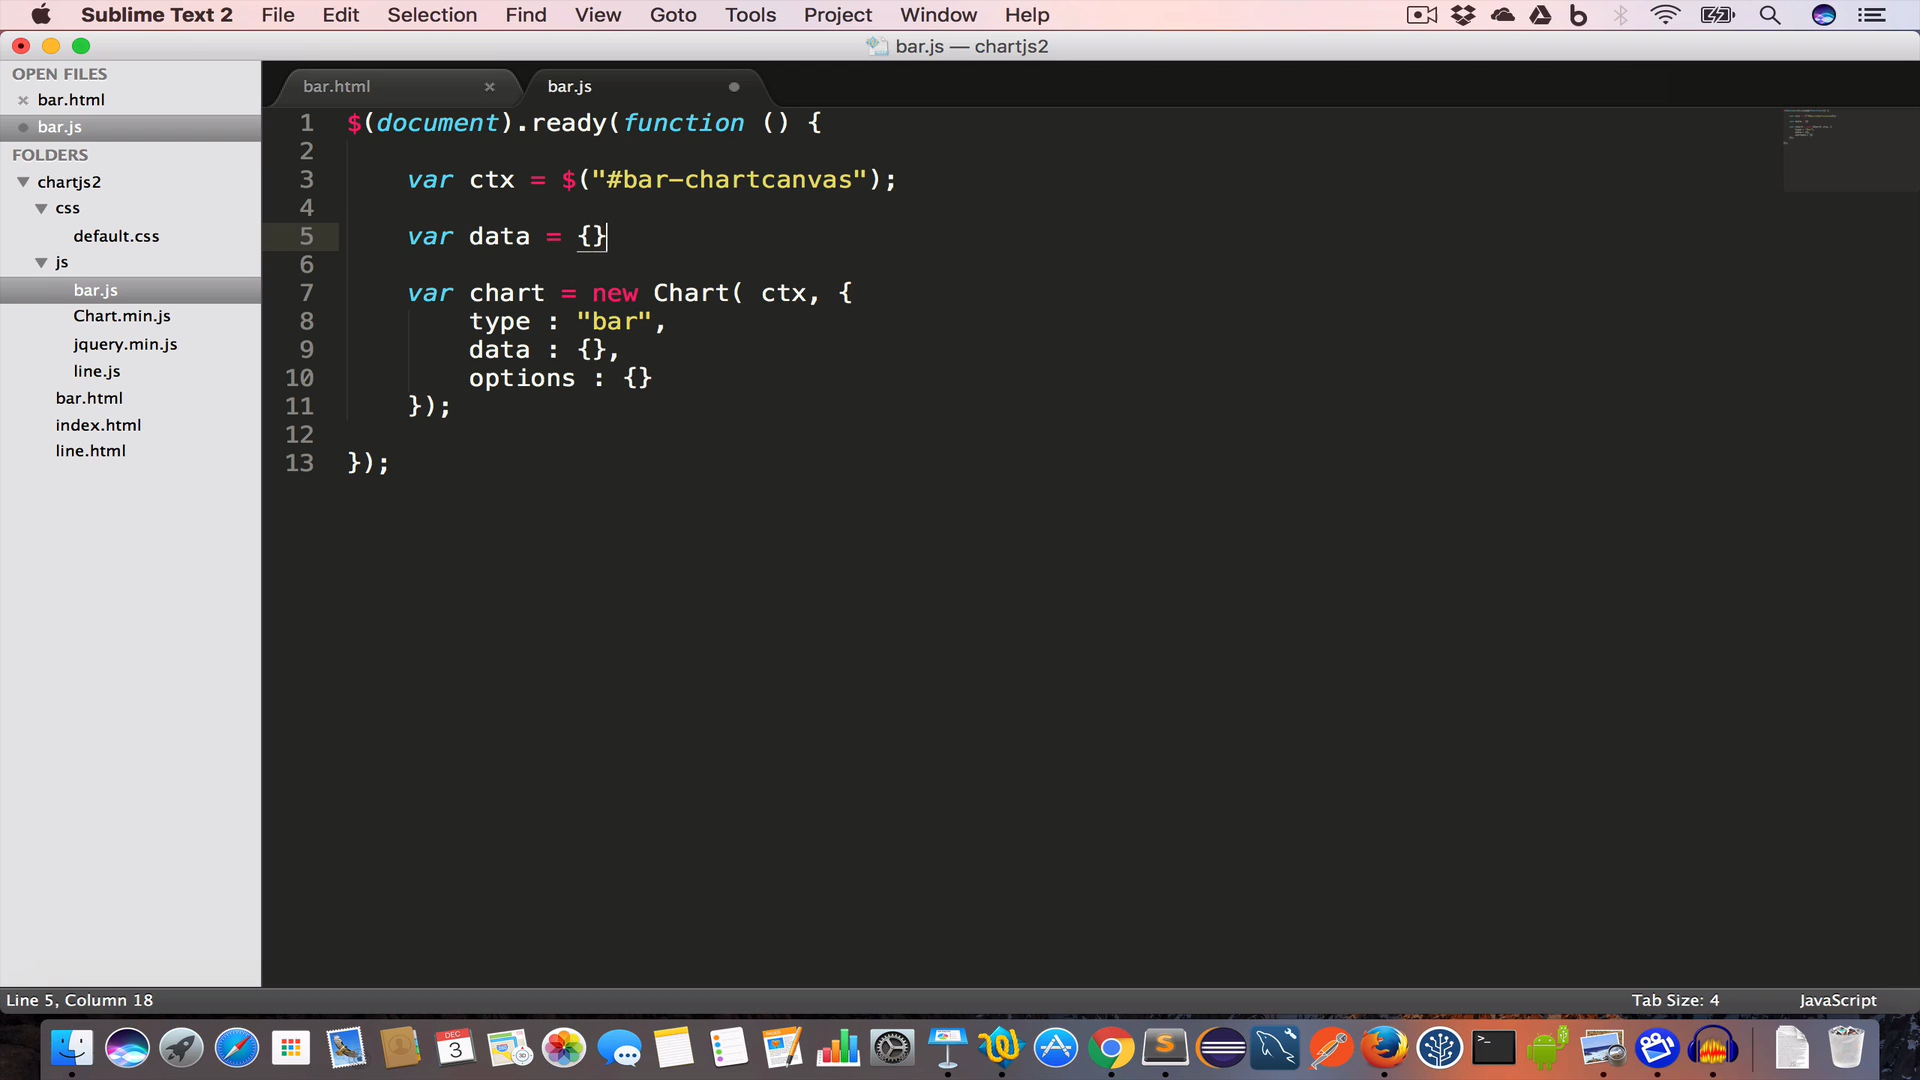 Sublime Text 2 File Edit Selection Find View Goto Tools Project Window Help
bar.js — chartjs2
OPEN FILES
bar.html
bar.js
FOLDERS
chartjs2
css
default.css
js
bar.js
Chart.min.js
jquery.min.js
line.js
bar.html
index.html
line.html
bar.html
bar.js
1 $(document).ready(function () {
2
3 var ctx = $("#bar-chartcanvas");
4
5 var data = {}
6
7 var chart = new Chart( ctx, {
8 type : "bar",
9 data : {},
10 options : {}
11 });
12
13 });
Line 5, Column 18
Tab Size: 4
JavaScript
DEC
3